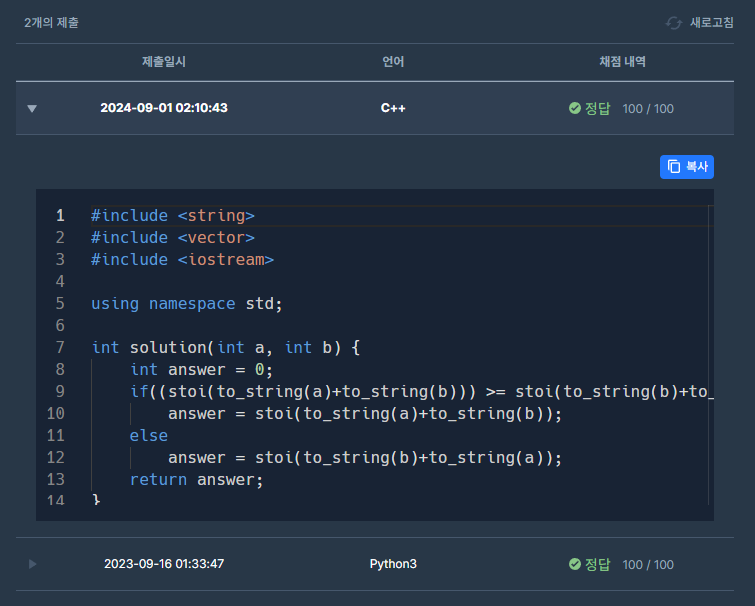 2개의 제출 새로고침
제출일시 언어 채점 내역
2024-09-01 02:10:43 C++ 정답 100 / 100
복사
1 #include <string>
2 #include <vector>
3 #include <iostream>
4
5 using namespace std;
6
7 int solution(int a, int b) {
8     int answer = 0;
9     if((stoi(to_string(a)+to_string(b))) >= stoi(to_string(b)+to_
10         answer = stoi(to_string(a)+to_string(b));
11     else
12         answer = stoi(to_string(b)+to_string(a));
13     return answer;
14 }
2023-09-16 01:33:47 Python3 정답 100 / 100